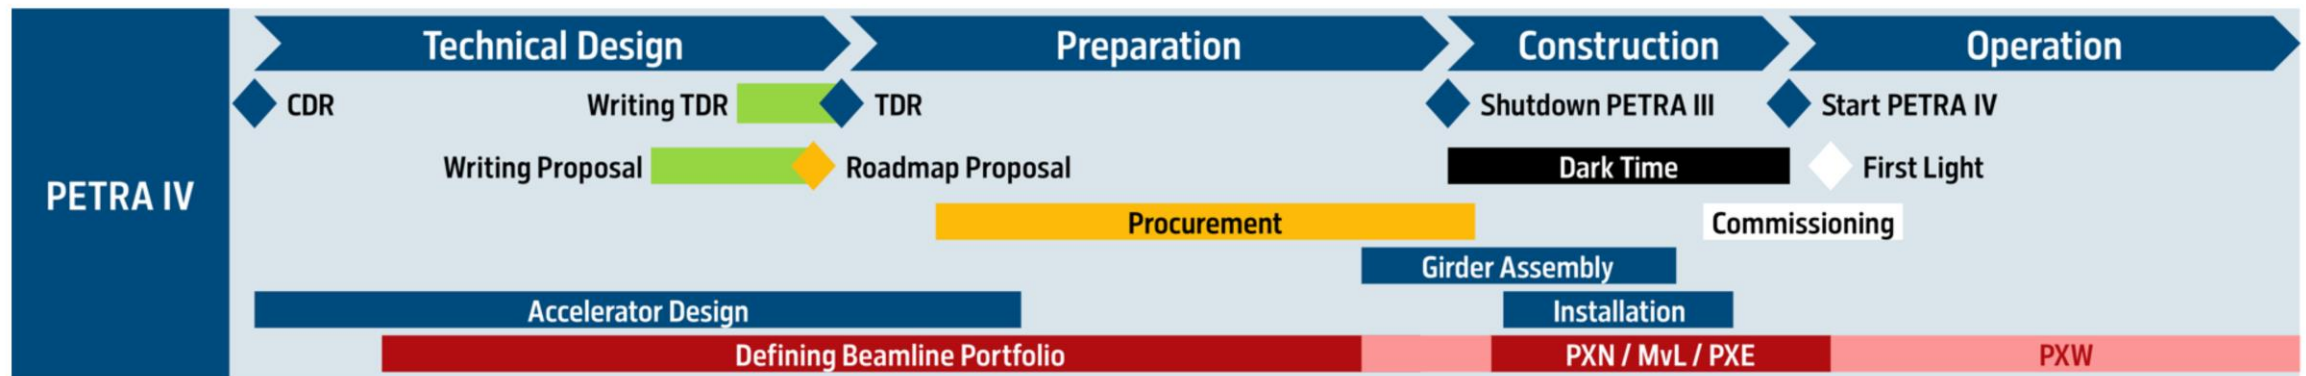 PETRA IV
Technical Design
Preparation
Construction
Operation
CDR
Writing TDR
TDR
Shutdown PETRA III
Start PETRA IV
Writing Proposal
Roadmap Proposal
Dark Time
First Light
Procurement
Commissioning
Girder Assembly
Accelerator Design
Installation
Defining Beamline Portfolio
PXN / MvL / PXE
PXW